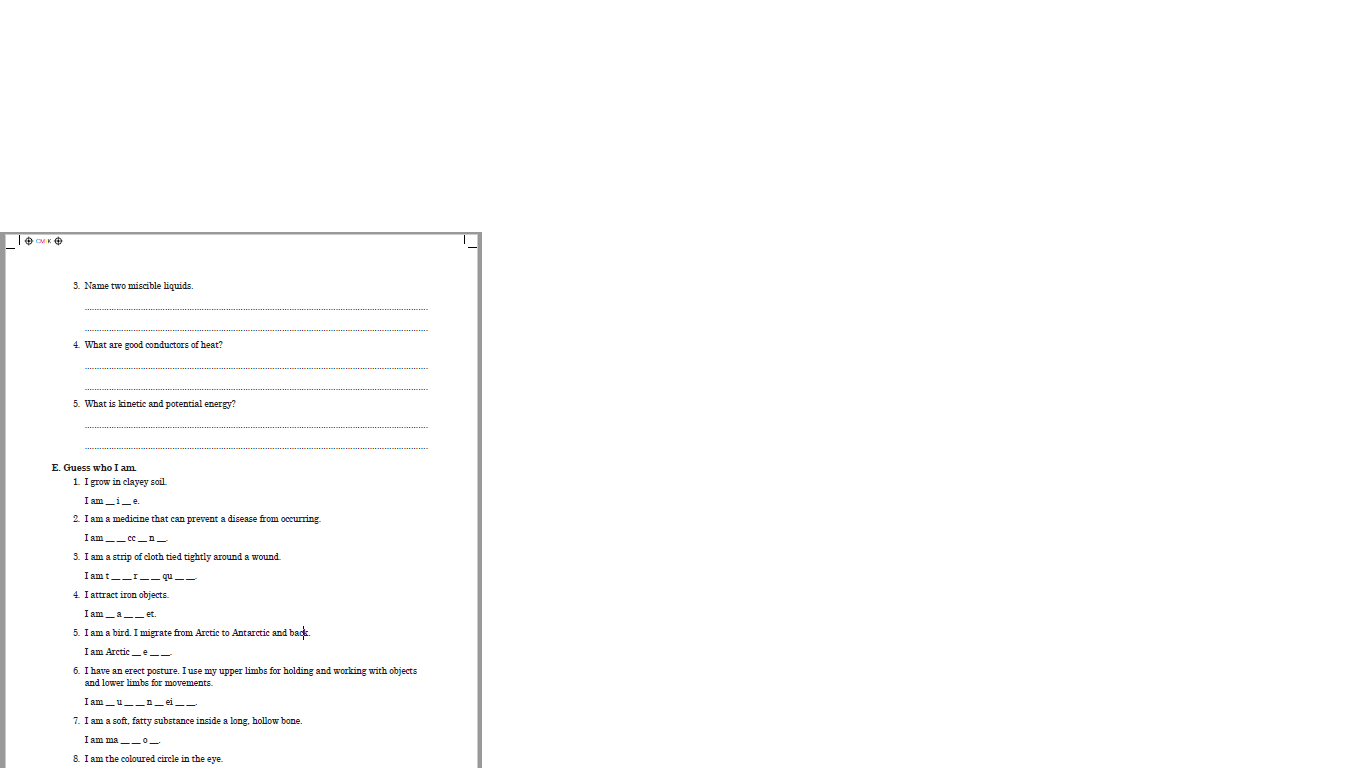 CMYK
3. Name two miscible liquids.
........................................................................................................................
........................................................................................................................
4. What are good conductors of heat?
........................................................................................................................
........................................................................................................................
5. What is kinetic and potential energy?
........................................................................................................................
........................................................................................................................
E. Guess who I am.
1. I grow in clayey soil.
I am __ i __ e.
2. I am a medicine that can prevent a disease from occurring.
I am __ __ cc __ n __.
3. I am a strip of cloth tied tightly around a wound.
I am t __ __ r __ __ qu __ __.
4. I attract iron objects.
I am __ a __ __ et.
5. I am a bird. I migrate from Arctic to Antarctic and back.
I am Arctic __ e __ __.
6. I have an erect posture. I use my upper limbs for holding and working with objects
and lower limbs for movements.
I am __ u __ __ n __ ei __ __.
7. I am a soft, fatty substance inside a long, hollow bone.
I am ma __ __ o __.
8. I am the coloured circle in the eye.